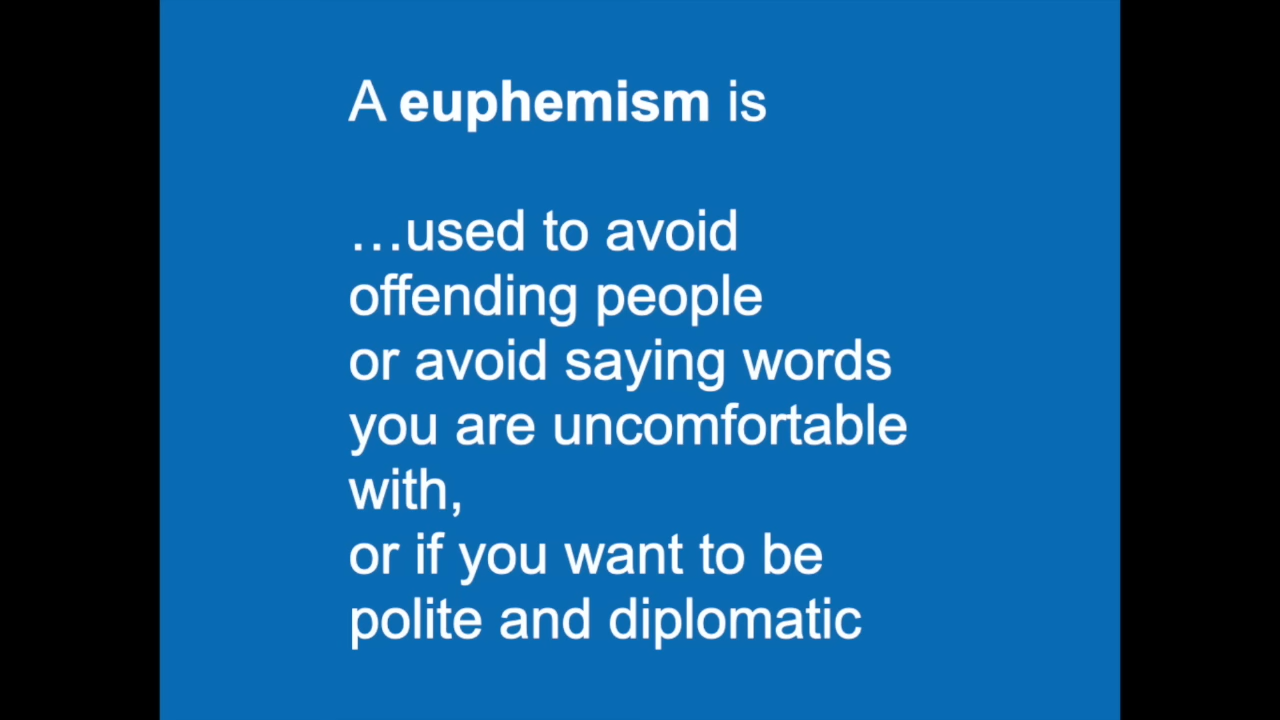 A euphemism is
…used to avoid
offending people
or avoid saying words
you are uncomfortable
with,
or if you want to be
polite and diplomatic